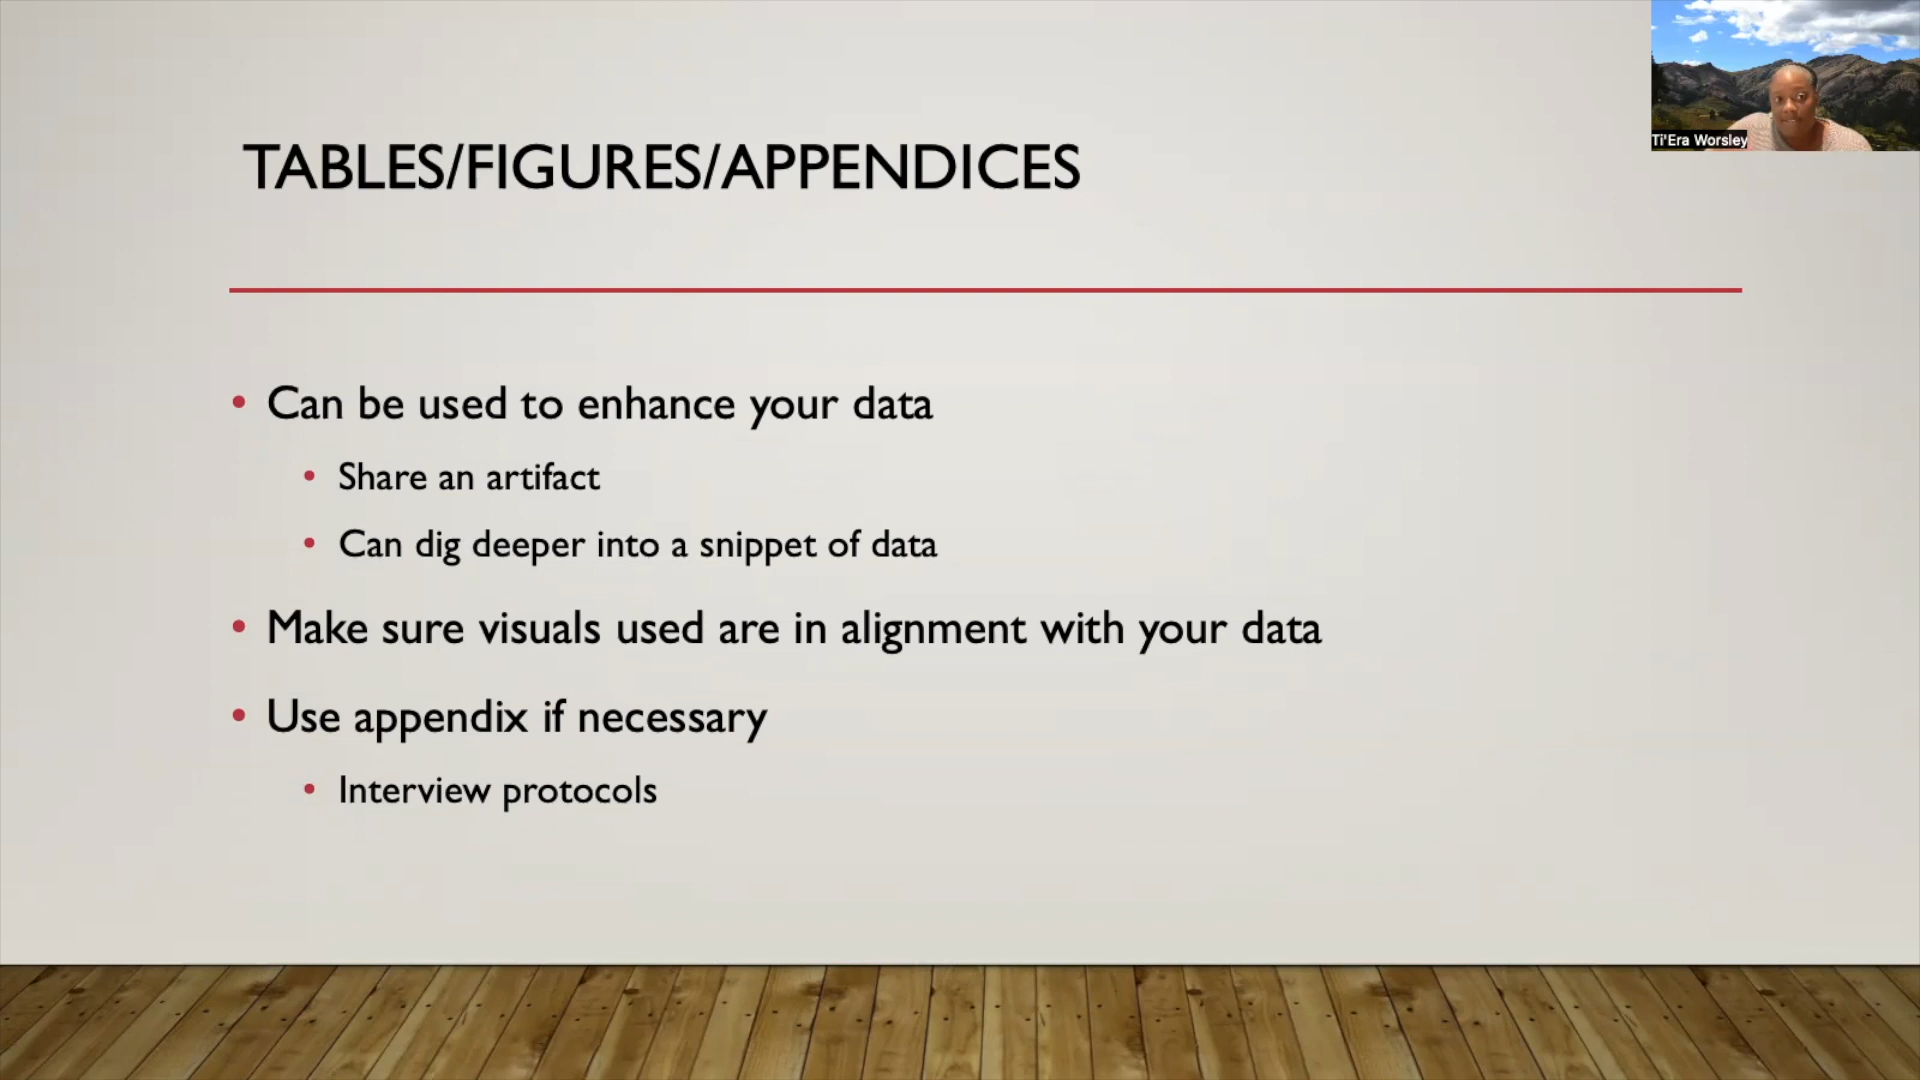 TABLES/FIGURES/APPENDICES
Ti'Era Worsley
• Can be used to enhance your data
• Share an artifact
• Can dig deeper into a snippet of data
• Make sure visuals used are in alignment with your data
• Use appendix if necessary
• Interview protocols